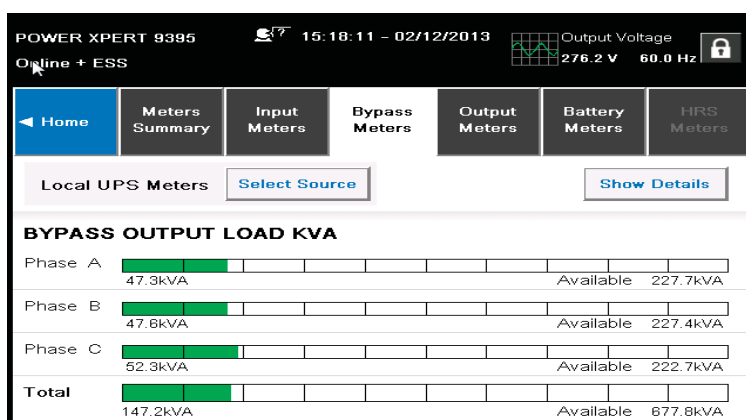 POWER XPERT 9395
15:18:11 - 02/12/2013
Output Voltage
Online + ESS
276.2 V 60.0 Hz
Home
Meters Summary
Input Meters
Bypass Meters
Output Meters
Battery Meters
HRS Meters
Local UPS Meters
Select Source
Show Details
BYPASS OUTPUT LOAD KVA
Phase A
47.3kVA Available 227.7kVA
Phase B
47.6kVA Available 227.4kVA
Phase C
52.3kVA Available 222.7kVA
Total
147.2kVA Available 677.8kVA